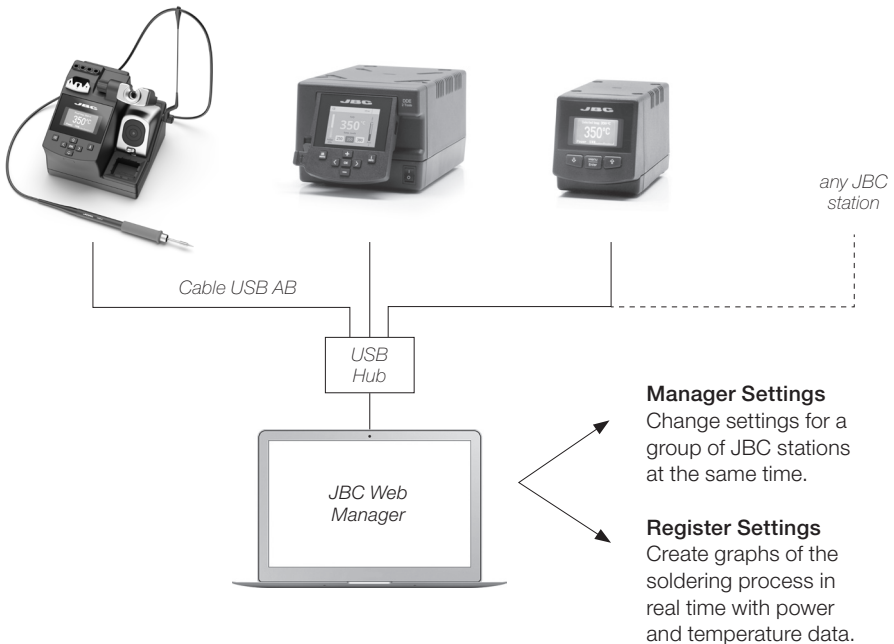 JBC
350°C
JBC
DDE
350°
JBC
350°C
any JBC
station
Cable USB AB
USB
Hub
JBC Web
Manager
Manager Settings
Change settings for a
group of JBC stations
at the same time.
Register Settings
Create graphs of the
soldering process in
real time with power
and temperature data.